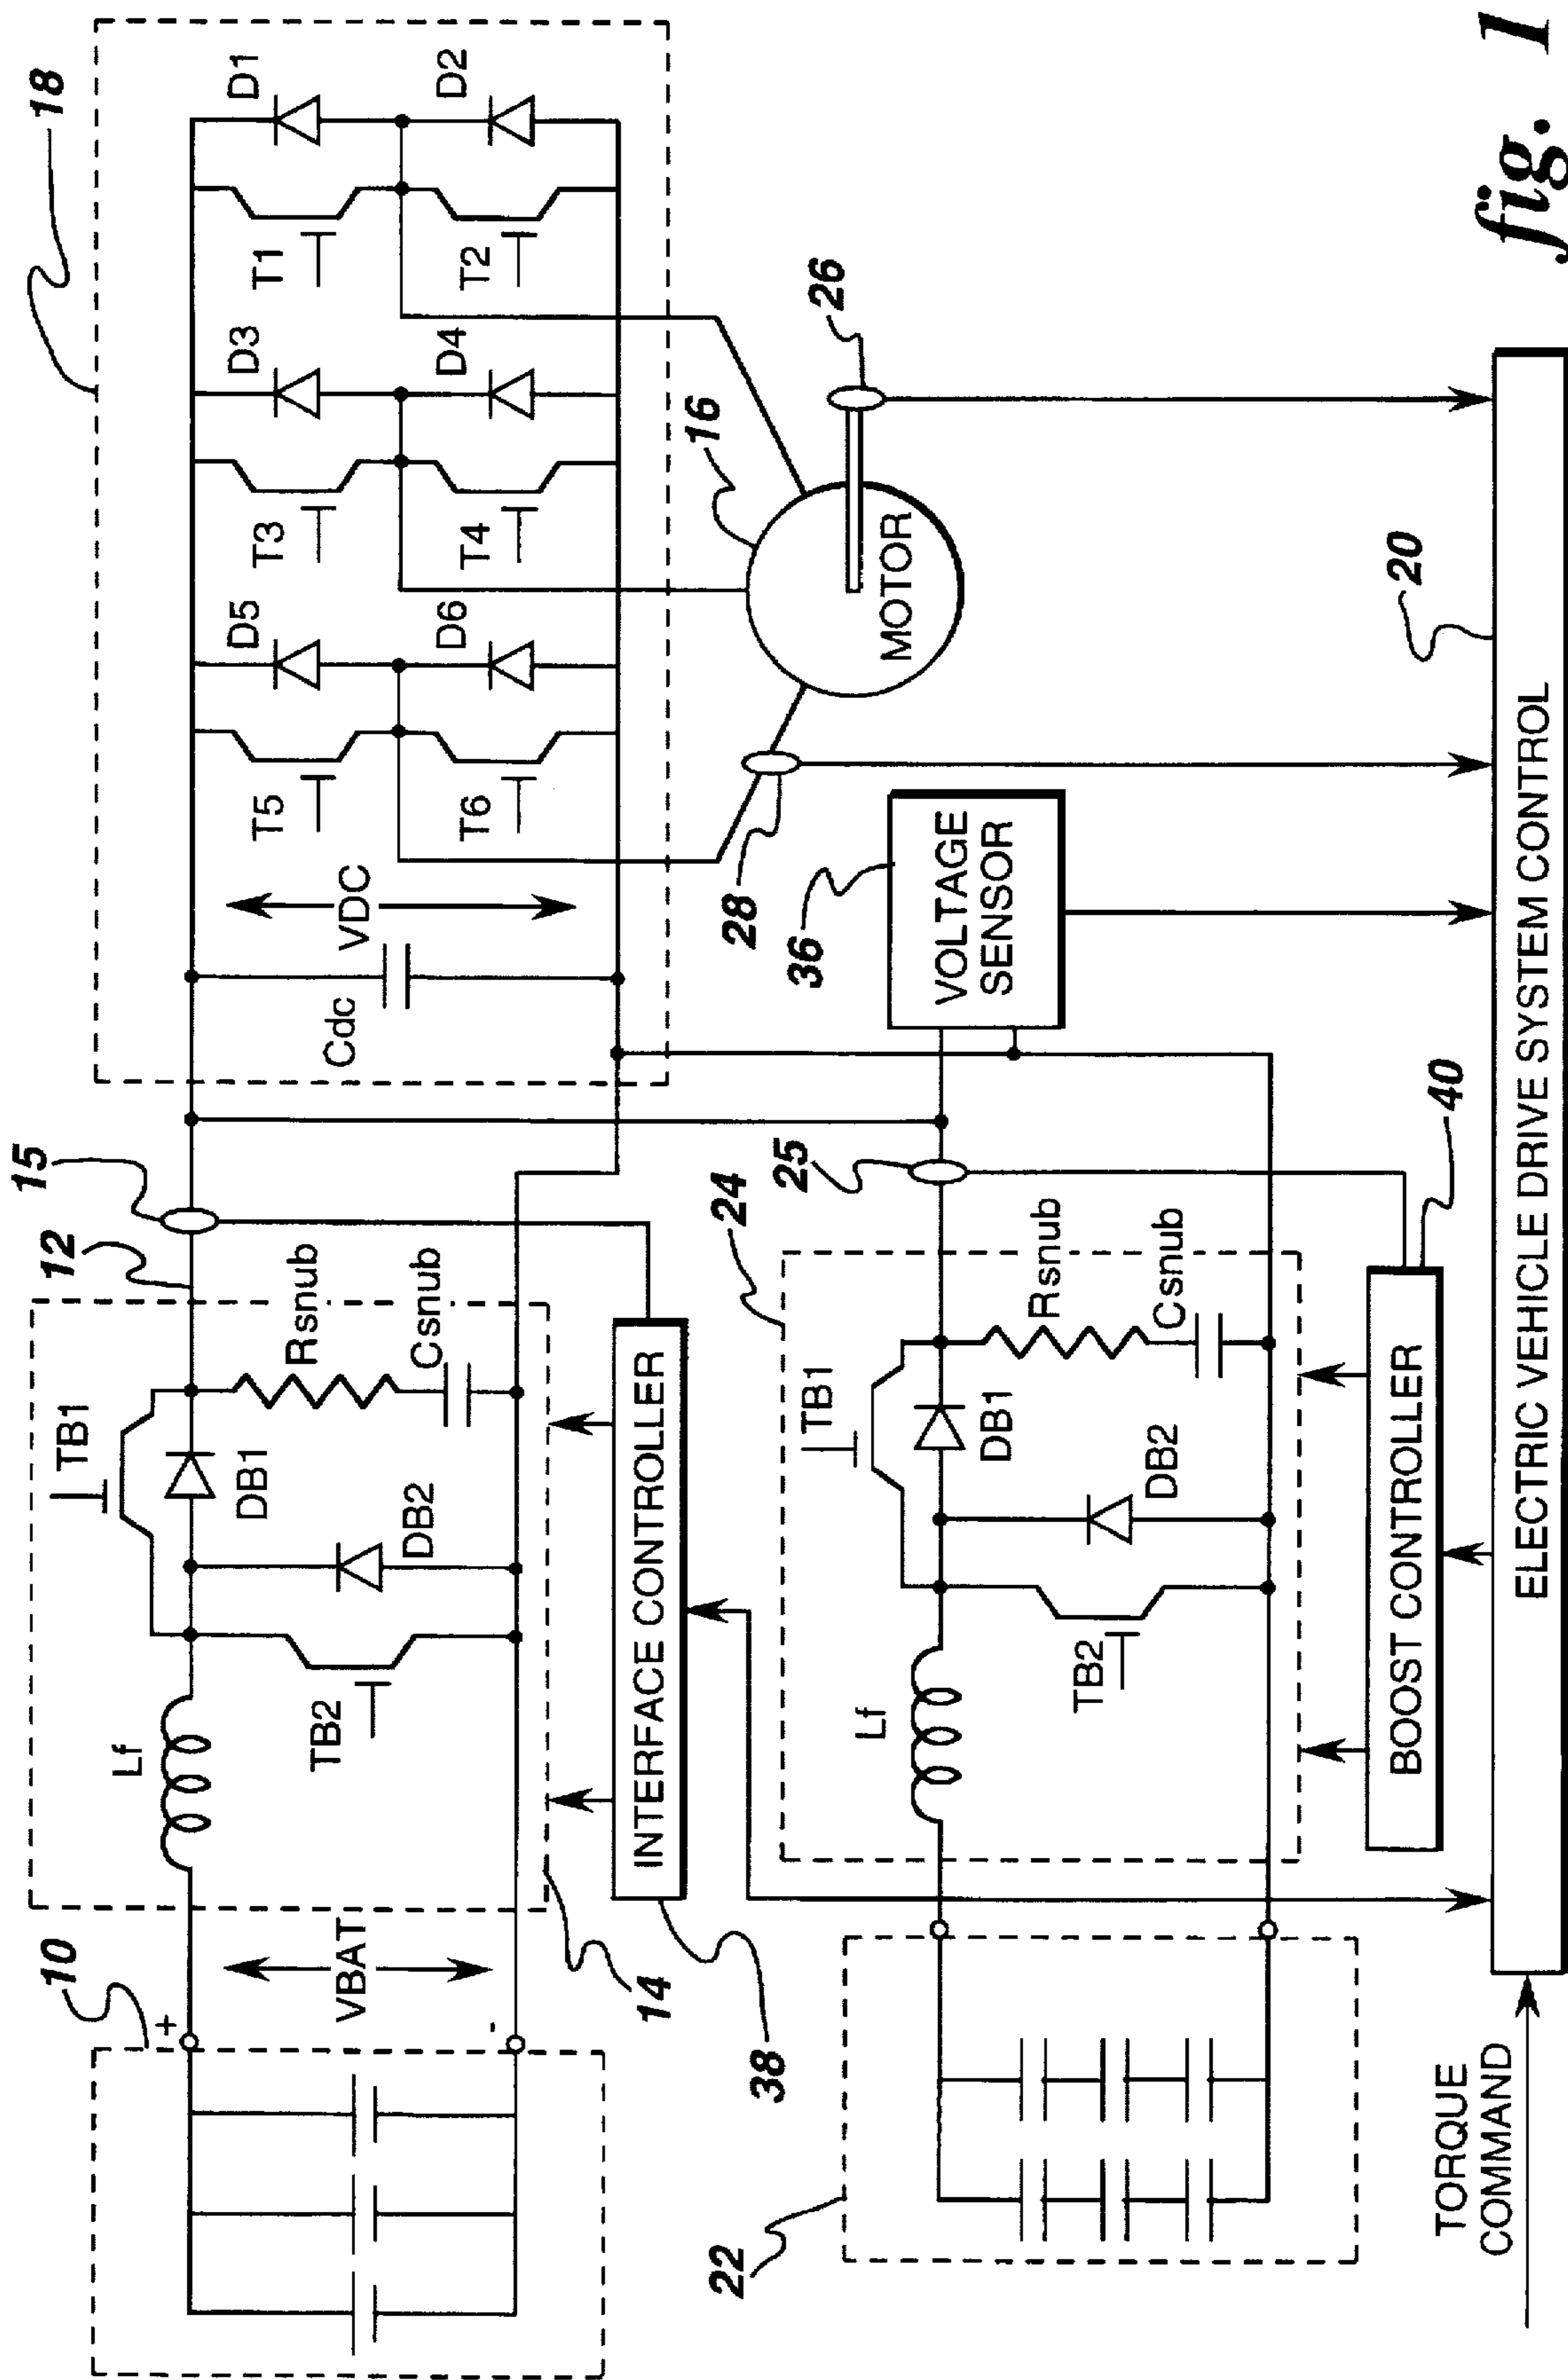 10
+
-
VBAT
14
Lf
TB1
DB1
TB2
DB2
Rsnub
Csnub
12
15
INTERFACE CONTROLLER
38
18
Cdc
VDC
T5
T6
D5
D6
T3
T4
D3
D4
T1
T2
D1
D2
16
MOTOR
26
28
36
VOLTAGE
SENSOR
22
24
Lf
TB1
DB1
TB2
DB2
Rsnub
Csnub
25
BOOST CONTROLLER
40
20
ELECTRIC VEHICLE DRIVE SYSTEM CONTROL
TORQUE
COMMAND
fig. 1